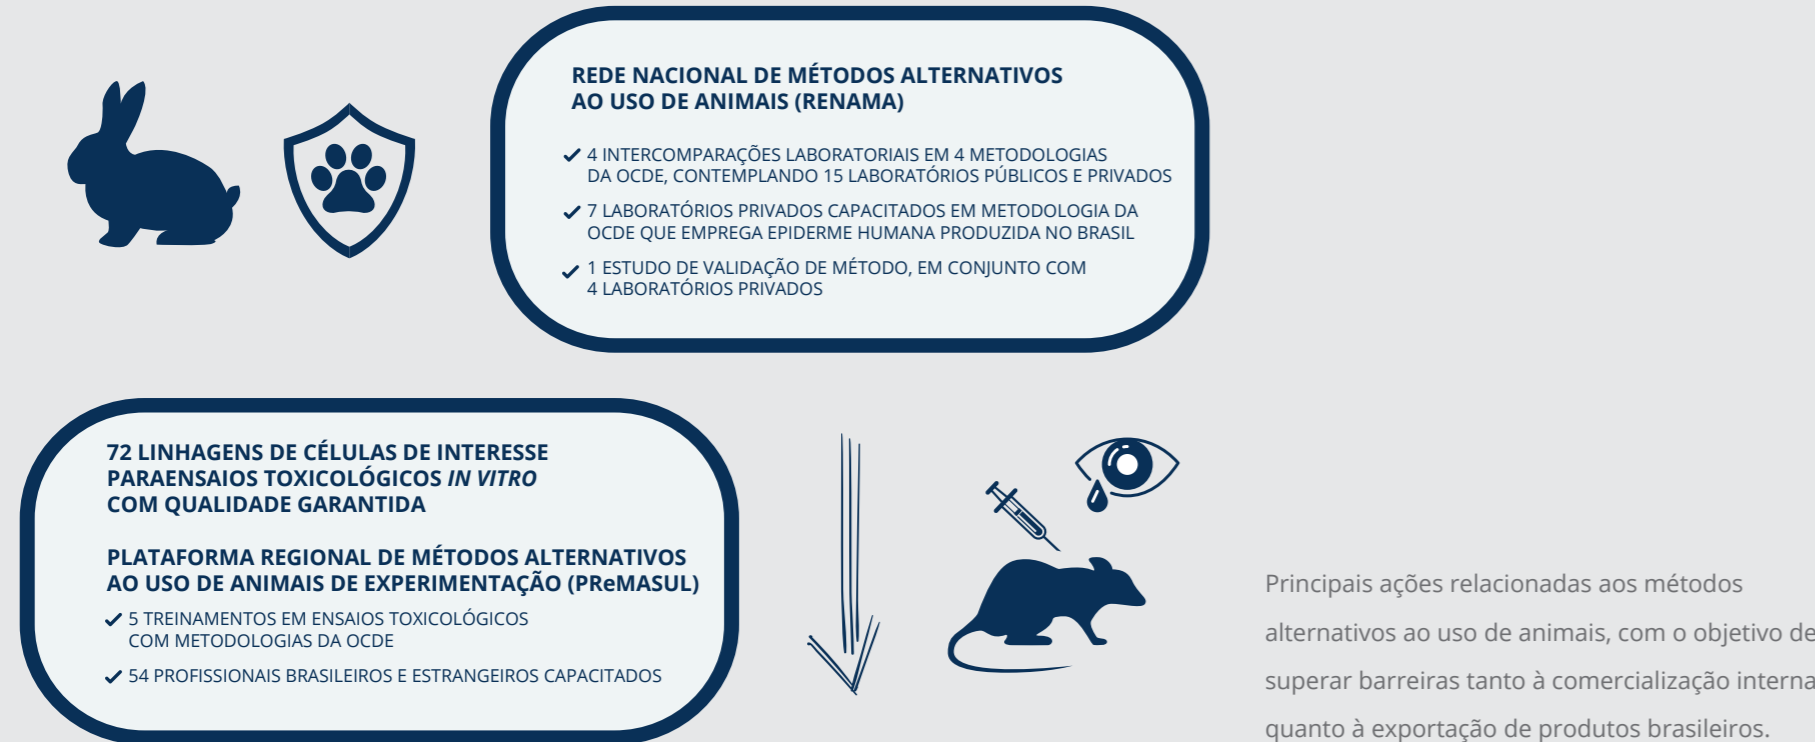 REDE NACIONAL DE MÉTODOS ALTERNATIVOS
AO USO DE ANIMAIS (RENAMA)
4 INTERCOMPARAÇÕES LABORATORIAIS EM 4 METODOLOGIAS
DA OCDE, CONTEMPLANDO 15 LABORATÓRIOS PÚBLICOS E PRIVADOS
7 LABORATÓRIOS PRIVADOS CAPACITADOS EM METODOLOGIA DA
OCDE QUE EMPREGA EPIDERME HUMANA PRODUZIDA NO BRASIL
1 ESTUDO DE VALIDAÇÃO DE MÉTODO, EM CONJUNTO COM
4 LABORATÓRIOS PRIVADOS
72 LINHAGENS DE CÉLULAS DE INTERESSE
PARAENSAIOS TOXICOLÓGICOS IN VITRO
COM QUALIDADE GARANTIDA
PLATAFORMA REGIONAL DE MÉTODOS ALTERNATIVOS
AO USO DE ANIMAIS DE EXPERIMENTAÇÃO (PReMASUL)
5 TREINAMENTOS EM ENSAIOS TOXICOLÓGICOS
COM METODOLOGIAS DA OCDE
54 PROFISSIONAIS BRASILEIROS E ESTRANGEIROS CAPACITADOS
Principais ações relacionadas aos métodos
alternativos ao uso de animais, com o objetivo de
superar barreiras tanto à comercialização interna
quanto à exportação de produtos brasileiros.